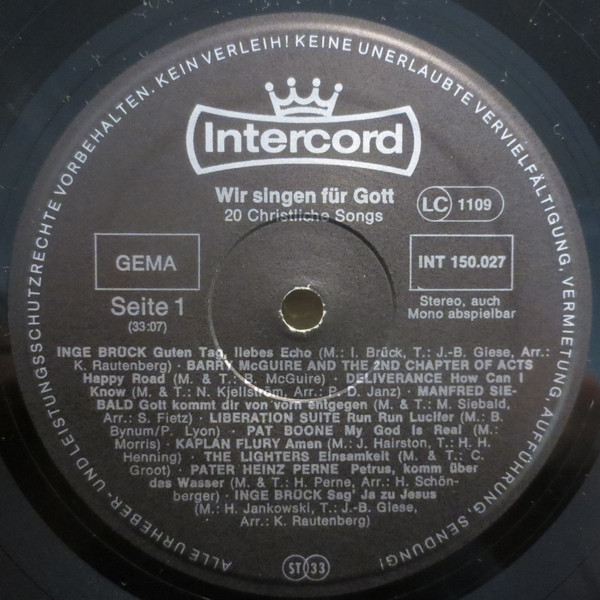 ALLE URHEBER- UND LEISTUNGSSCHUTZRECHTE VORBEHALTEN. KEIN VERLEIH! KEINE UNERLAUBTE VERVIELFÄLTIGUNG, VERMIETUNG, AUFFÜHRUNG, SENDUNG!
Intercord
Wir singen für Gott
20 Christliche Songs
LC 1109
GEMA
INT 150.027
Seite 1
(33:07)
Stereo, auch
Mono abspielbar
INGE BRÜCK Guten Tag, liebes Echo (M.: I. Brück, T.: J.-B. Giese, Arr.:
K. Rautenberg) · BARRY McGUIRE AND THE 2ND CHAPTER OF ACTS
Happy Road (M. & T.: B. McGuire) · DELIVERANCE How Can I
Know (M. & T.: N. Kjellström, Arr.: P. D. Janz) · MANFRED SIE-
BALD Gott kommt dir von vorn entgegen (M. & T.: M. Siebald,
Arr.: S. Fietz) · LIBERATION SUITE Run Run Lucifer (M.: B.
Bynum/P. Lyon) · PAT BOONE My God Is Real (M.:
Morris) · KAPLAN FLURY Amen (M.: J. Hairston, T.: H. H.
Henning) · THE LIGHTERS Einsamkeit (M. & T.: C.
Groot) · PATER HEINZ PERNE Petrus, komm über
das Wasser (M. & T.: H. Perne, Arr.: H. Schön-
berger) · INGE BRÜCK Sag' Ja zu Jesus
(M.: H. Jankowski, T.: J.-B. Giese,
Arr.: K. Rautenberg)
ST 33